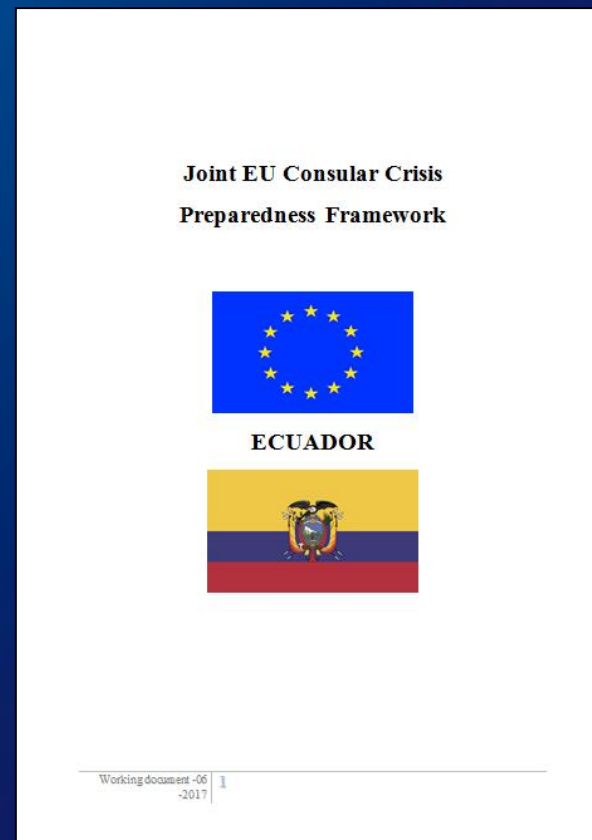 Joint EU Consular Crisis
Preparedness Framework
ECUADOR
Working document -06
-2017
1